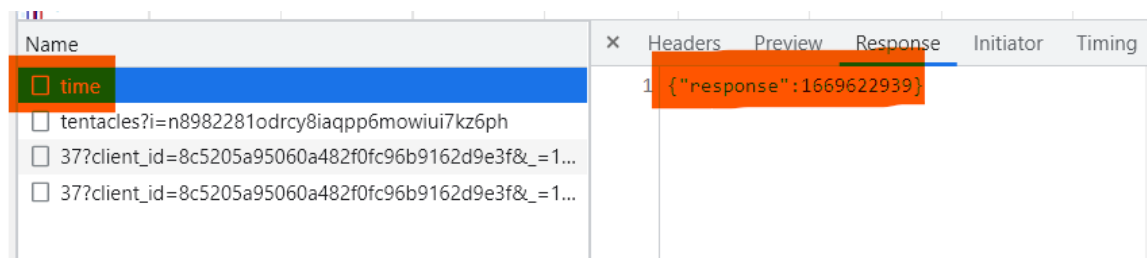 Name
time
tentacles?i=n8982281odrcy8iaqpp6mowiui7kz6ph
37?client_id=8c5205a95060a482f0fc96b9162d9e3f&_=1...
37?client_id=8c5205a95060a482f0fc96b9162d9e3f&_=1...
× Headers Preview Response Initiator Timing
1 {"response":1669622939}